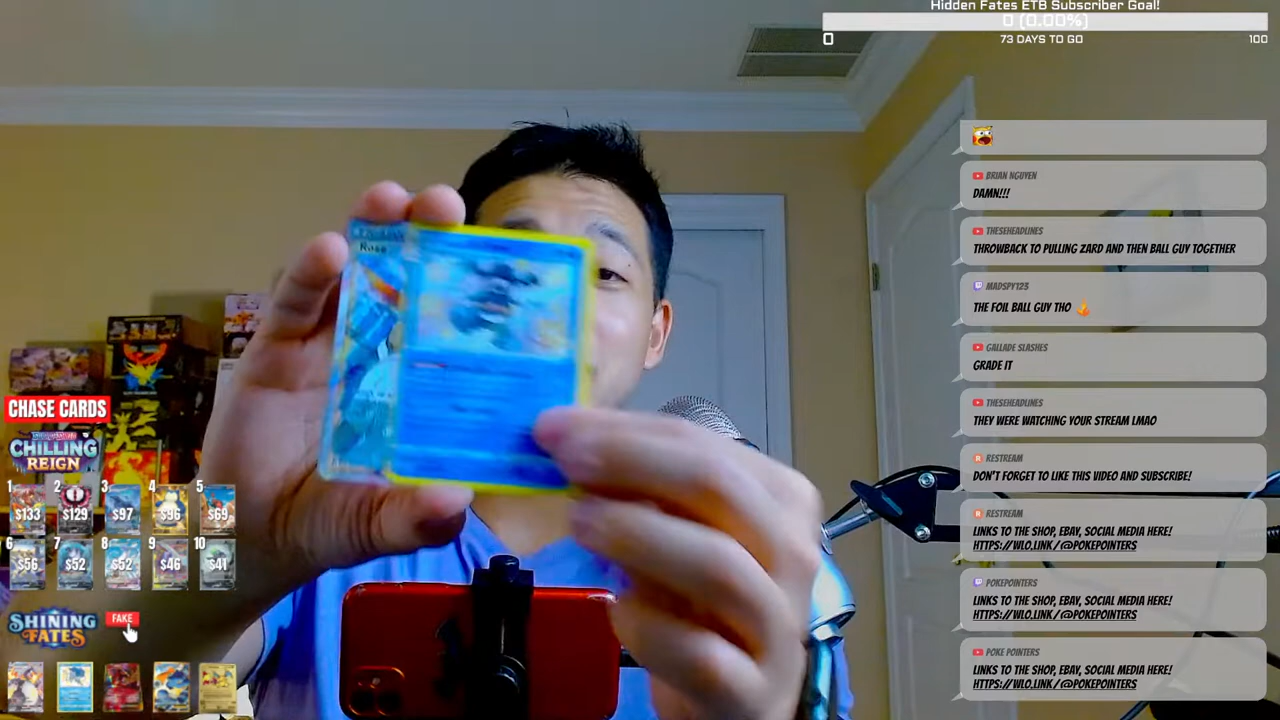 Hidden Fates ETB Subscriber Goal!
0 (0.00%)
0 73 DAYS TO GO 100
BRIAN NGUYEN
DAMN!!!
THESEHEADLINES
THROWBACK TO PULLING ZARD AND THEN BALL GUY TOGETHER
MADSPY123
THE FOIL BALL GUY THO
GALLADE SLASHES
GRADE IT
THESEHEADLINES
THEY WERE WATCHING YOUR STREAM LMAO
RESTREAM
DON'T FORGET TO LIKE THIS VIDEO AND SUBSCRIBE!
RESTREAM
LINKS TO THE SHOP, EBAY, SOCIAL MEDIA HERE!
HTTPS://WLO.LINK/@POKEPOINTERS
POKEPOINTERS
LINKS TO THE SHOP, EBAY, SOCIAL MEDIA HERE!
HTTPS://WLO.LINK/@POKEPOINTERS
POKE POINTERS
LINKS TO THE SHOP, EBAY, SOCIAL MEDIA HERE!
HTTPS://WLO.LINK/@POKEPOINTERS
Rose
CHASE CARDS
CHILLING
REIGN
1 2 3 4 5
$133 $129 $97 $96 $69
6 7 8 9 10
$56 $52 $52 $46 $41
SHINING
FATES
FAKE